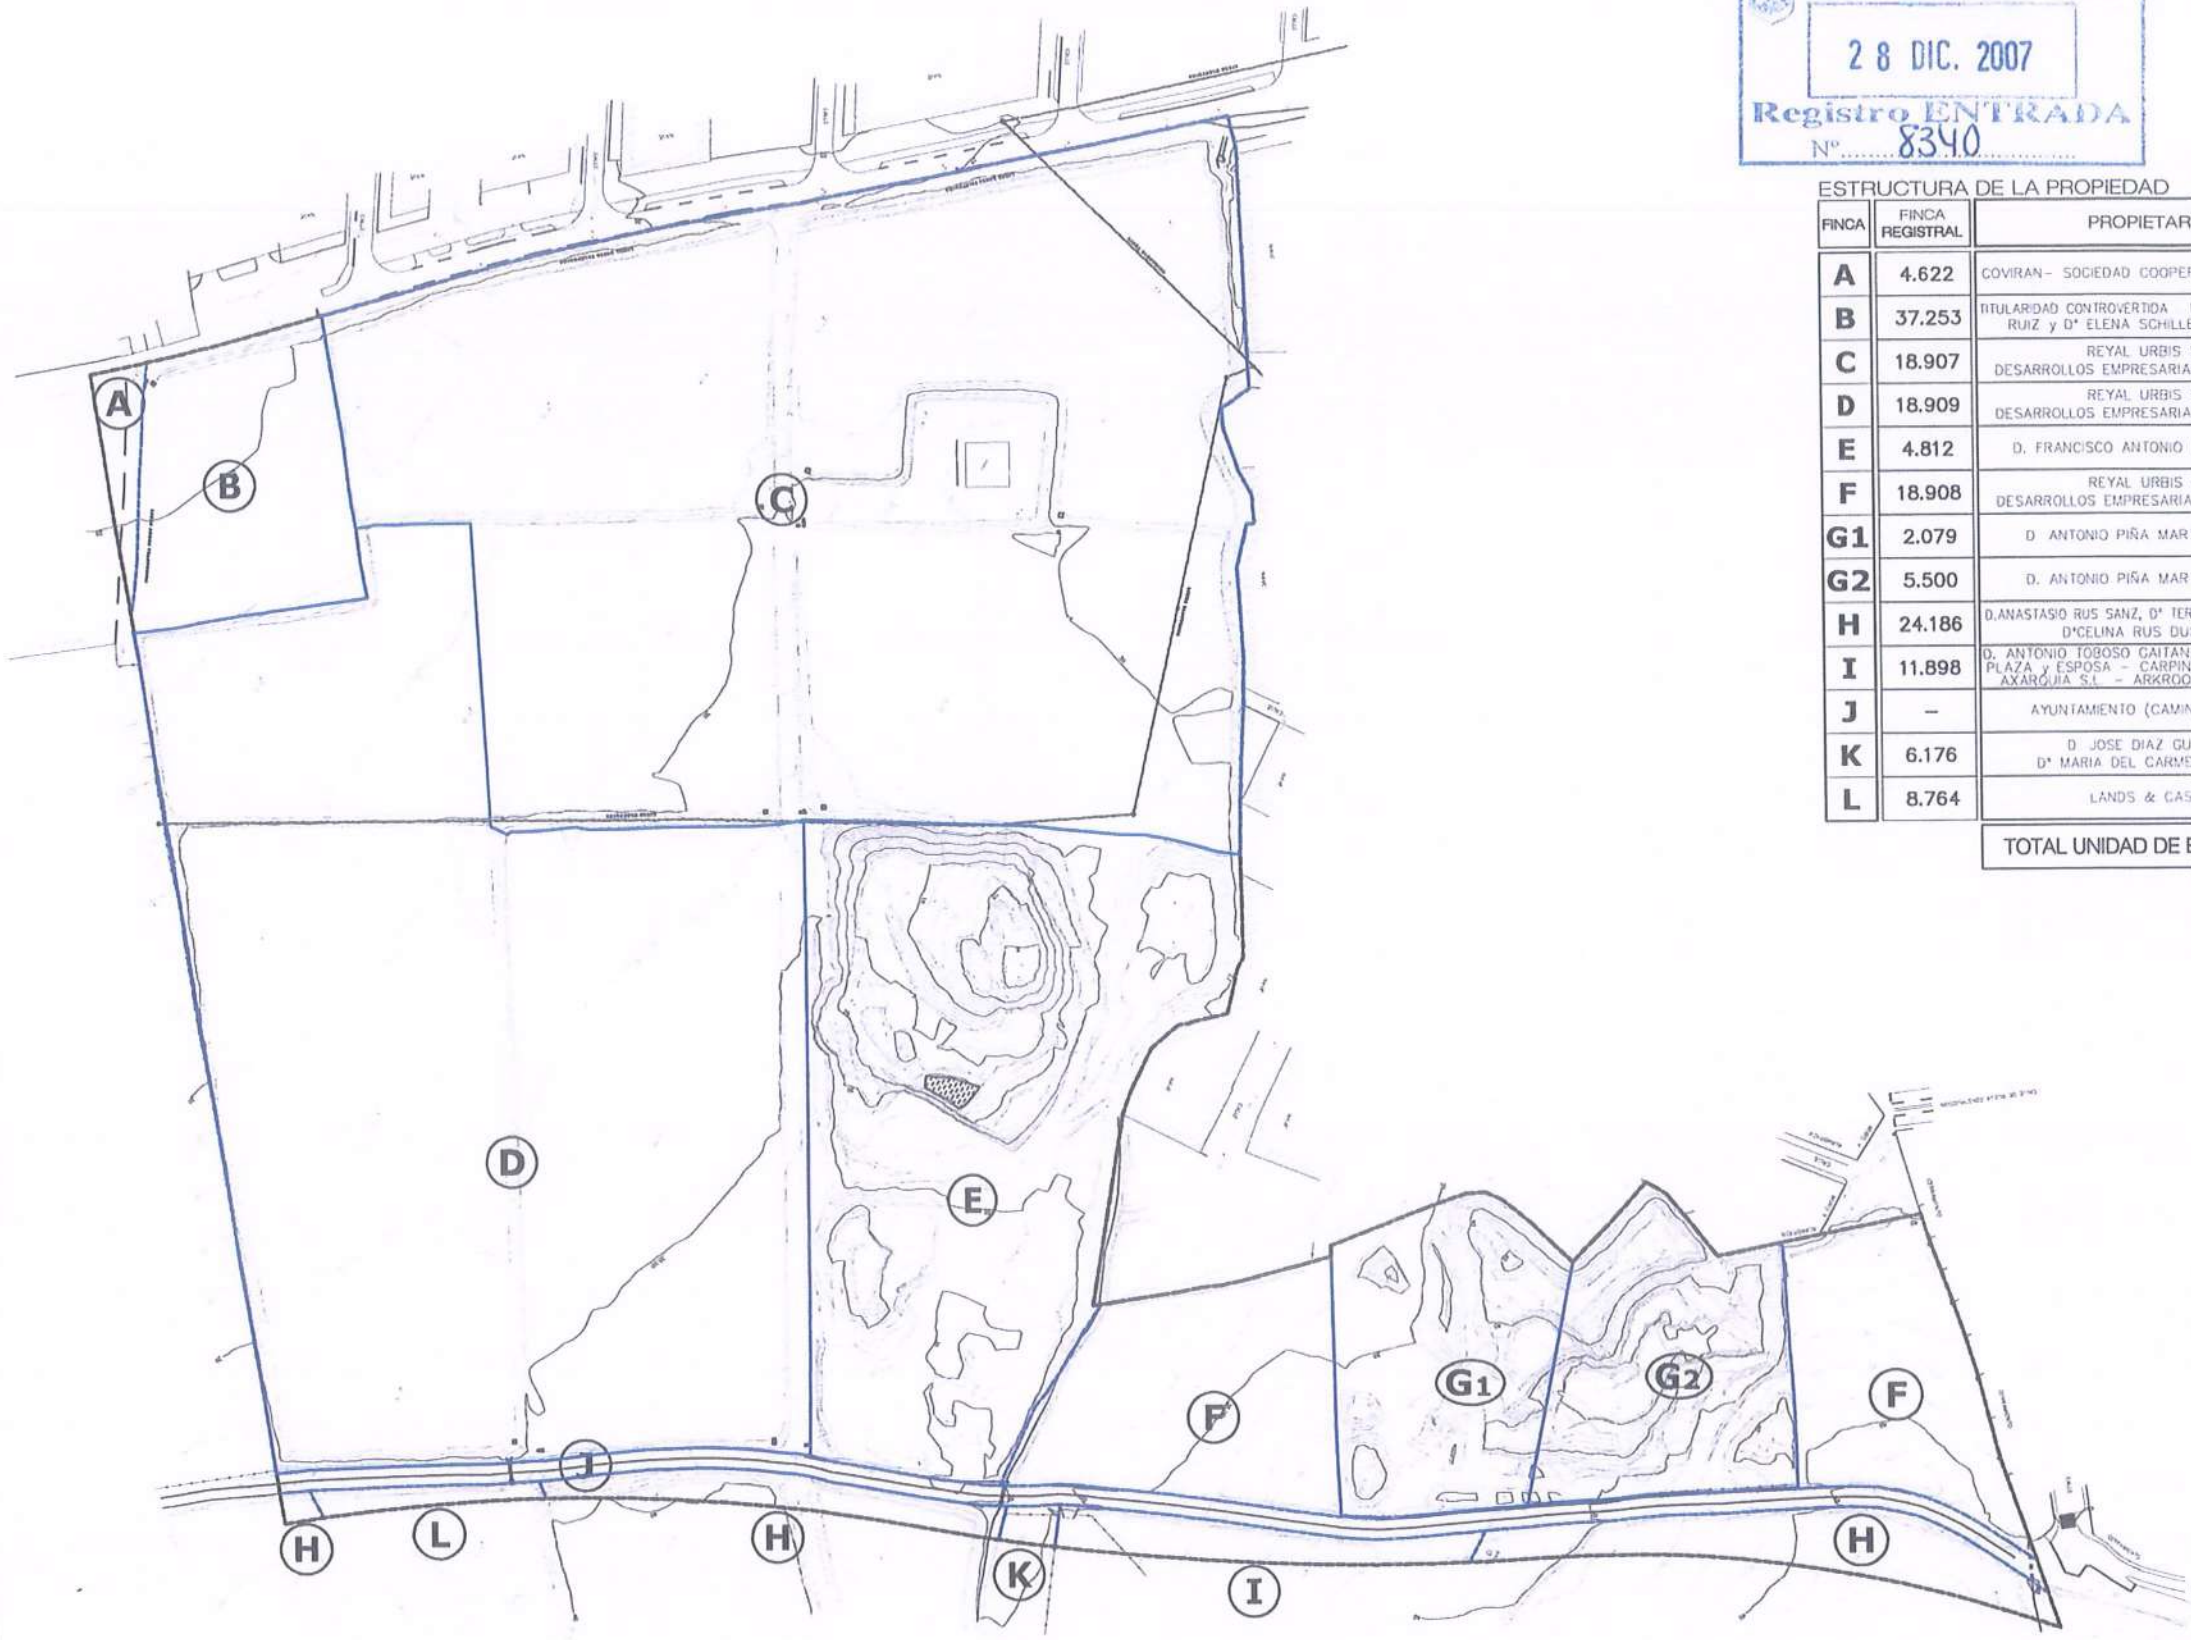 28 DIC. 2007
Registro ENTRADA
Nº 8340
ESTRUCTURA DE LA PROPIEDAD
FINCA FINCA REGISTRAL PROPIETAR
A 4.622 COVIRAN- SOCIEDAD COOPER
B 37.253 TITULARIDAD CONTROVERTIDA
RUIZ y Dª ELENA SCHILLE
C 18.907 REYAL URBIS
DESARROLLOS EMPRESARIA
D 18.909 REYAL URBIS
DESARROLLOS EMPRESARIA
E 4.812 D. FRANCISCO ANTONIO
F 18.908 REYAL URBIS
DESARROLLOS EMPRESARIA
G1 2.079 D ANTONIO PIÑA MAR
G2 5.500 D. ANTONIO PIÑA MAR
H 24.186 D.ANASTASIO RUS SANZ, Dª TER
DªCELINA RUS DU
I 11.898 D. ANTONIO TOBOSO GAITAN
PLAZA y ESPOSA - CARPIN
AXARQUIA S.L. - ARKROO
J - AYUNTAMIENTO (CAMIN
K 6.176 D JOSE DIAZ GU
Dª MARIA DEL CARME
L 8.764 LANDS & CAS
TOTAL UNIDAD DE E
A
B
C
D
E
F
G1
G2
F
J
H
L
H
K
I
H